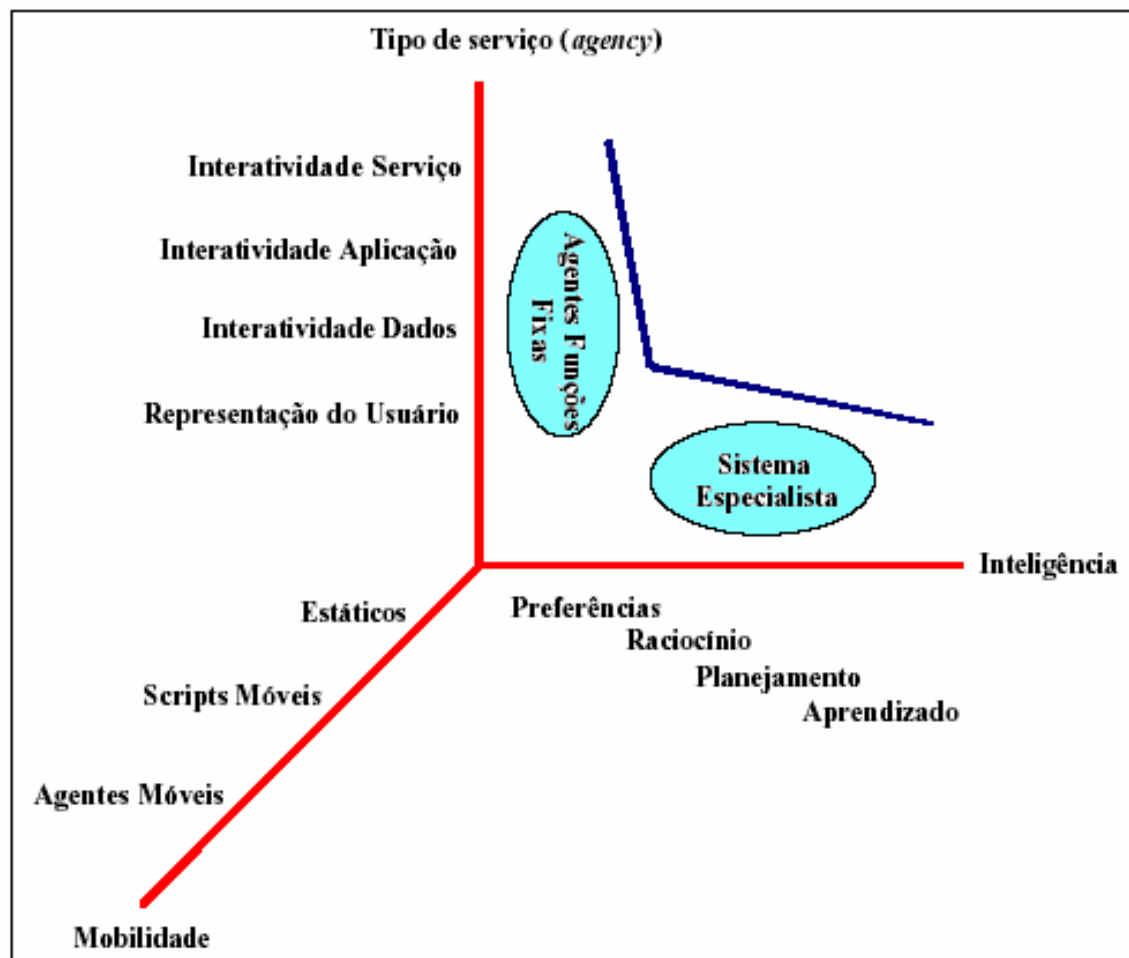 Tipo de serviço (agency)
Interatividade Serviço
Interatividade Aplicação
Interatividade Dados
Representação do Usuário
Agentes Funções
Fixas
Sistema
Especialista
Inteligência
Estáticos
Scripts Móveis
Agentes Móveis
Mobilidade
Preferências
Raciocínio
Planejamento
Aprendizado